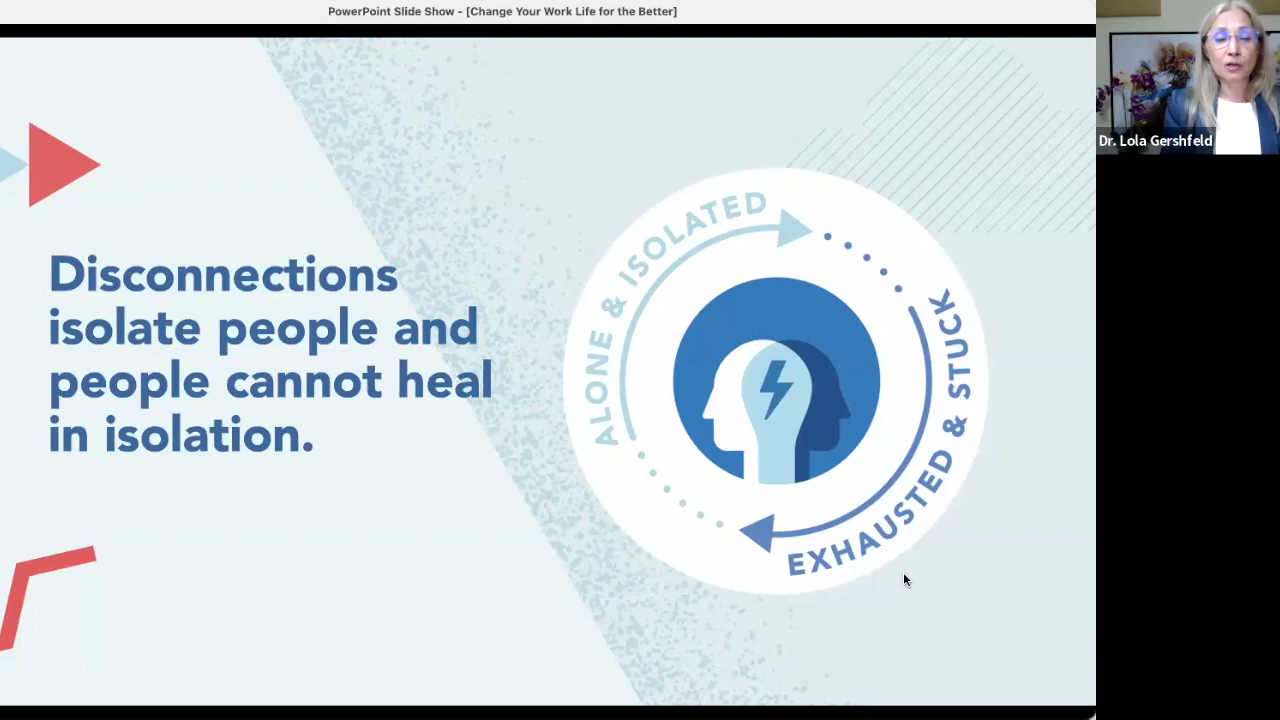 PowerPoint Slide Show - [Change Your Work Life for the Better]
Dr. Lola Gershfeld
Disconnections
isolate people and
people cannot heal
in isolation.
ALONE & ISOLATED
EXHAUSTED & STUCK